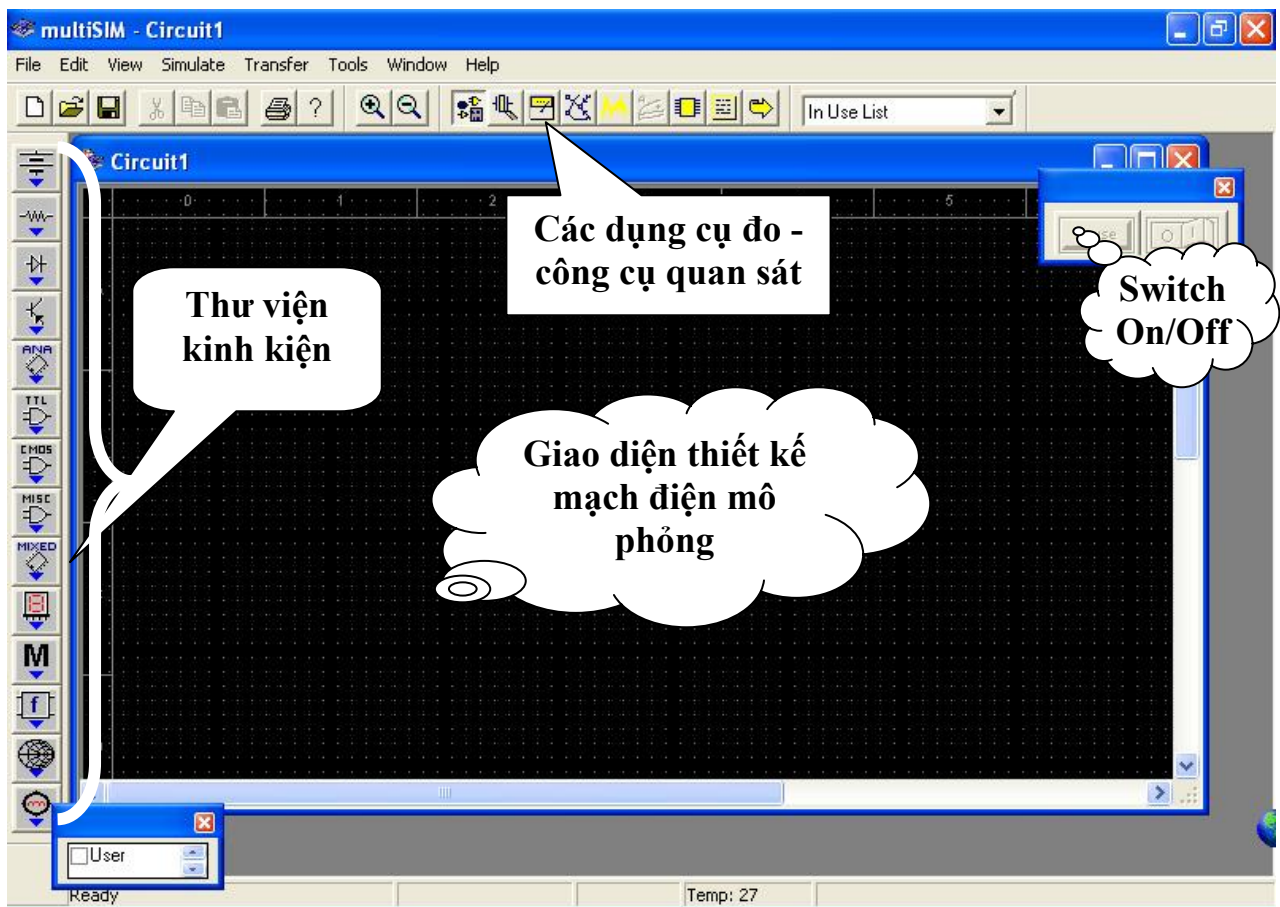 multiSIM - Circuit1
File Edit View Simulate Transfer Tools Window Help
In Use List
Circuit1
0 1 2 5
Các dụng cụ đo -
công cụ quan sát
Switch
On/Off
Thư viện
kinh kiện
ANA
TTL
CMOS
MISC
MIXED
M
f
Giao diện thiết kế
mạch điện mô
phỏng
User
Ready Temp: 27